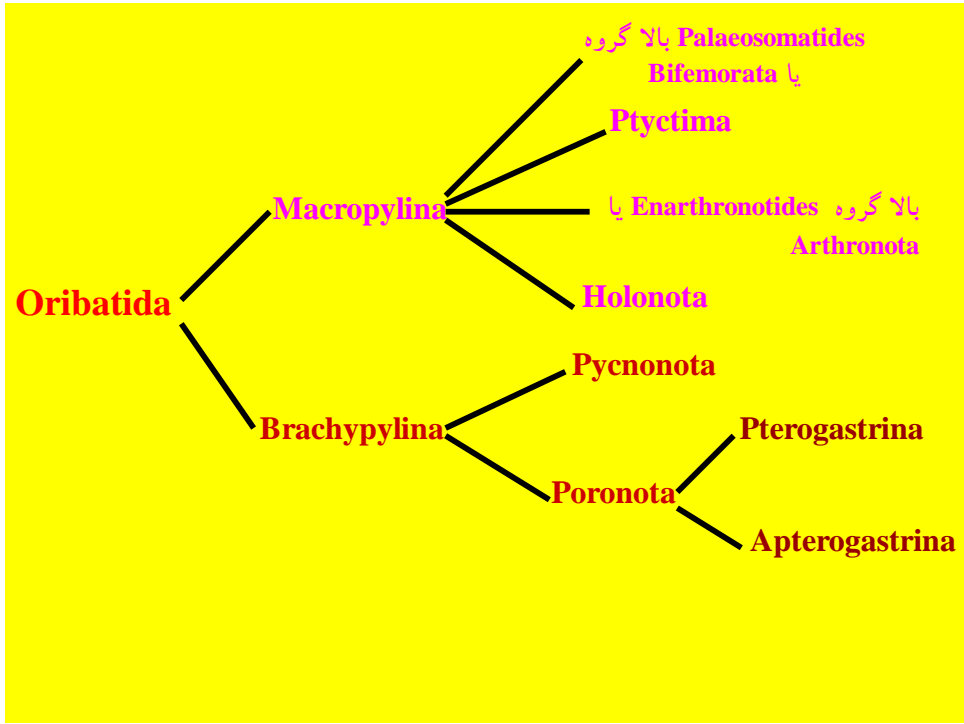 بالا گروه Palaeosomatides
یا Bifemorata
Ptyctima
Macropylina
بالا گروه Enarthronotides یا
Arthronota
Oribatida
Holonota
Pycnonota
Brachypylina
Pterogastrina
Poronota
Apterogastrina